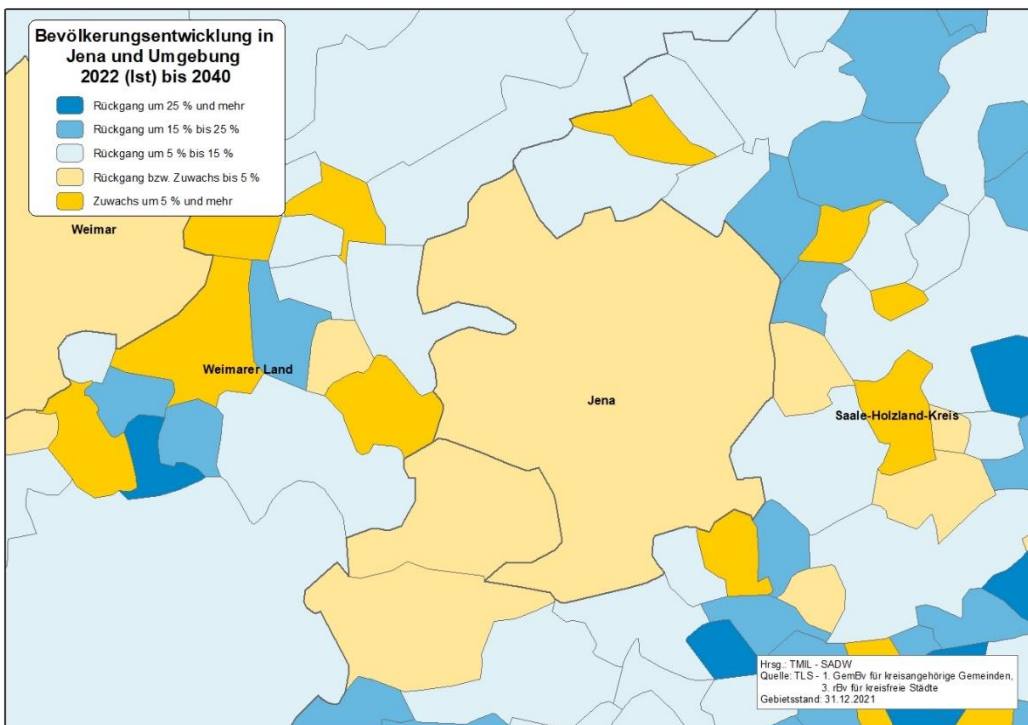 Bevölkerungsentwicklung in
Jena und Umgebung
2022 (Ist) bis 2040
Rückgang um 25 % und mehr
Rückgang um 15 % bis 25 %
Rückgang um 5 % bis 15 %
Rückgang bzw. Zuwachs bis 5 %
Zuwachs um 5 % und mehr
Weimar
Weimarer Land
Jena
Saale-Holzland-Kreis
Hrsg.: TMIL - SADW
Quelle: TLS - 1. GemBv für kreisangehörige Gemeinden,
3. rBv für kreisfreie Städte
Gebietsstand: 31.12.2021